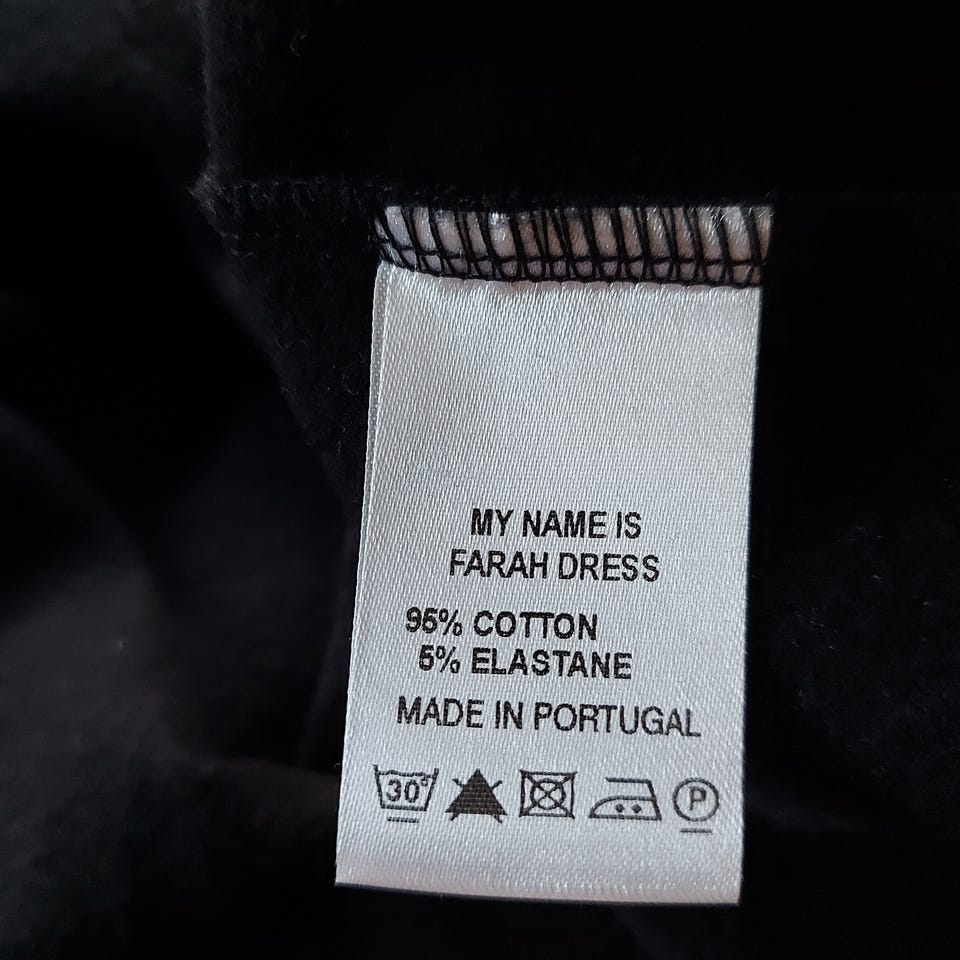 MY NAME IS
FARAH DRESS
95% COTTON
5% ELASTANE
MADE IN PORTUGAL
30° P